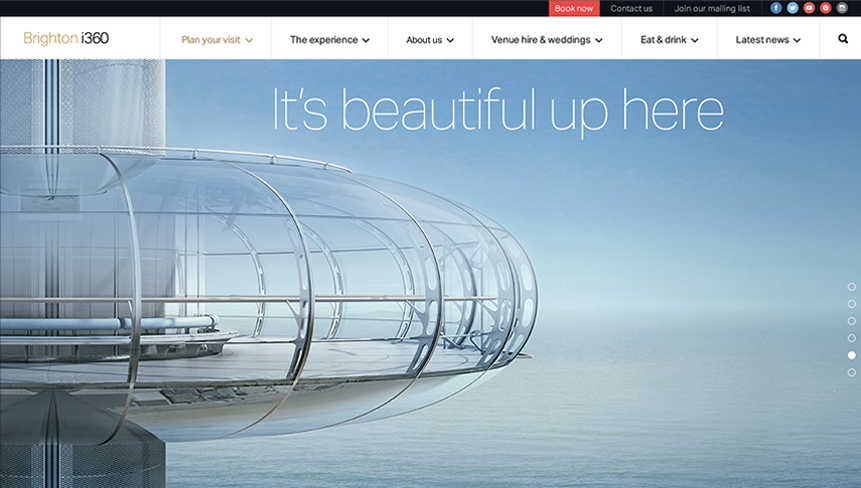 Book now
Contact us
Join our mailing list
Brighton i360
Plan your visit
The experience
About us
Venue hire & weddings
Eat & drink
Latest news
It's beautiful up here